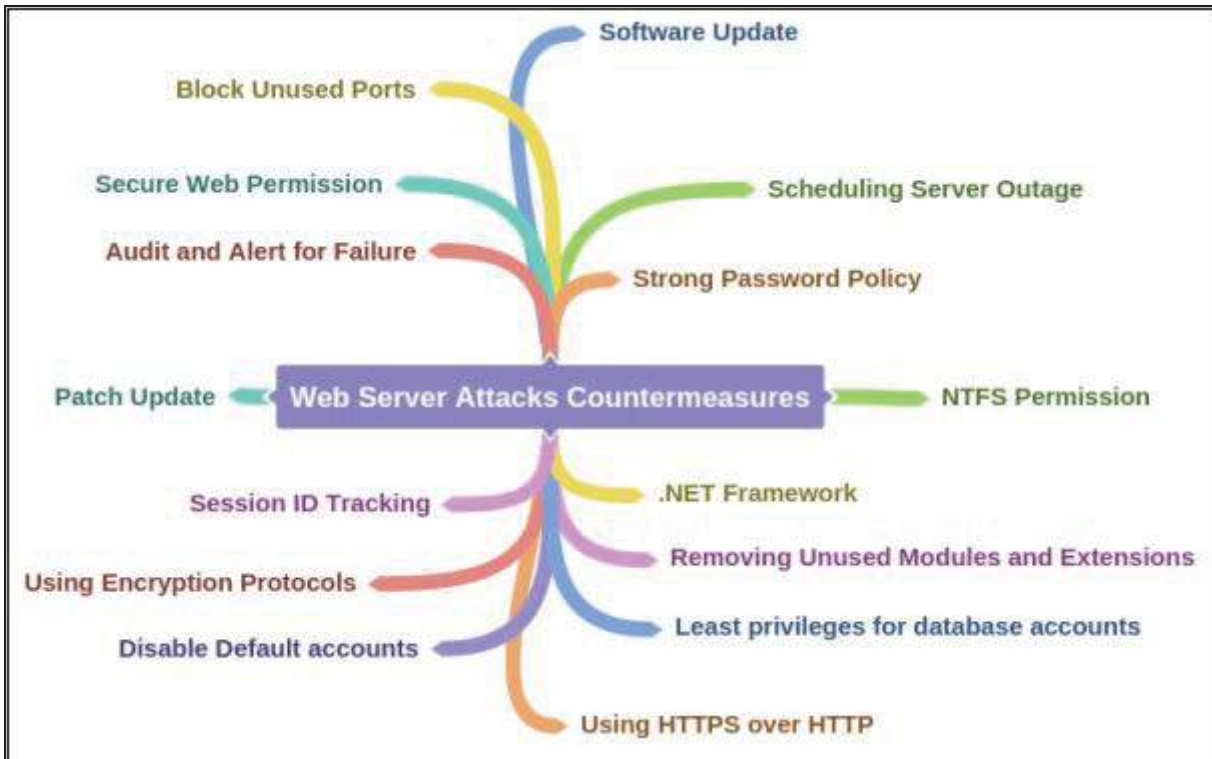 Software Update
Block Unused Ports
Secure Web Permission
Scheduling Server Outage
Audit and Alert for Failure
Strong Password Policy
Patch Update
Web Server Attacks Countermeasures
NTFS Permission
.NET Framework
Session ID Tracking
Removing Unused Modules and Extensions
Using Encryption Protocols
Least privileges for database accounts
Disable Default accounts
Using HTTPS over HTTP